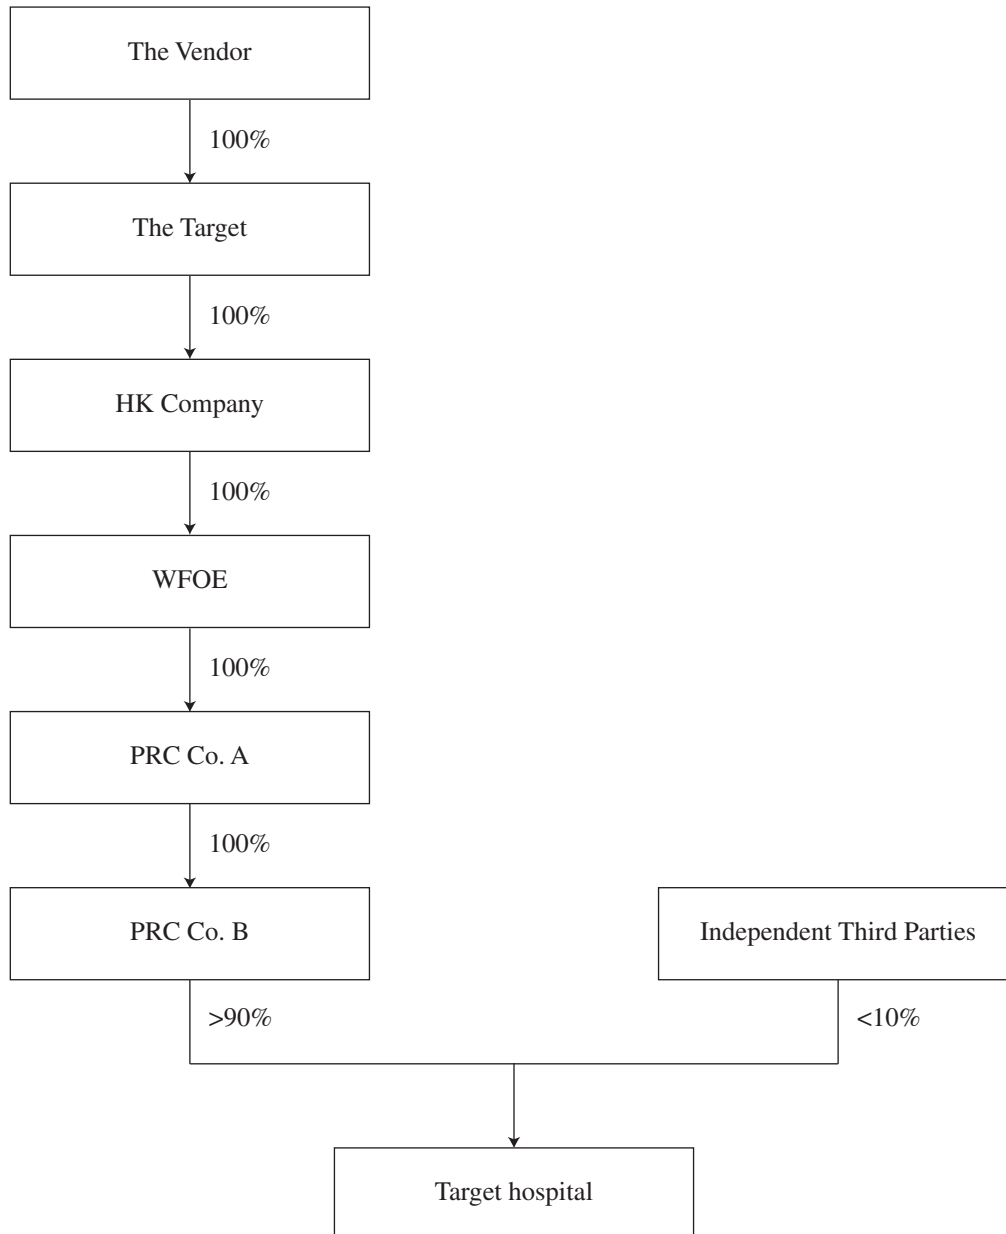 The Vendor
100%
The Target
100%
HK Company
100%
WFOE
100%
PRC Co. A
100%
PRC Co. B
Independent Third Parties
>90%
<10%
Target hospital